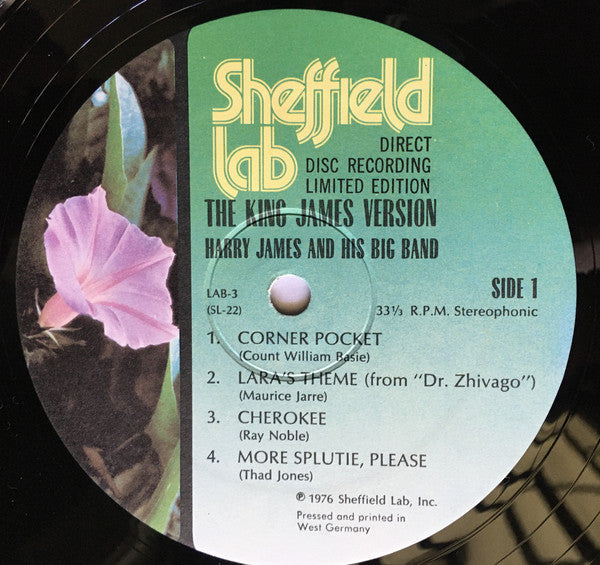 Sheffield
Lab
DIRECT
DISC RECORDING
LIMITED EDITION
THE KING JAMES VERSION
HARRY JAMES AND HIS BIG BAND
LAB-3
(SL-22)
SIDE 1
33⅓ R.P.M. Stereophonic
1. CORNER POCKET
(Count William Basie)
2. LARA'S THEME (from "Dr. Zhivago")
(Maurice Jarre)
3. CHEROKEE
(Ray Noble)
4. MORE SPLUTIE, PLEASE
(Thad Jones)
℗ 1976 Sheffield Lab, Inc.
Pressed and printed in
West Germany